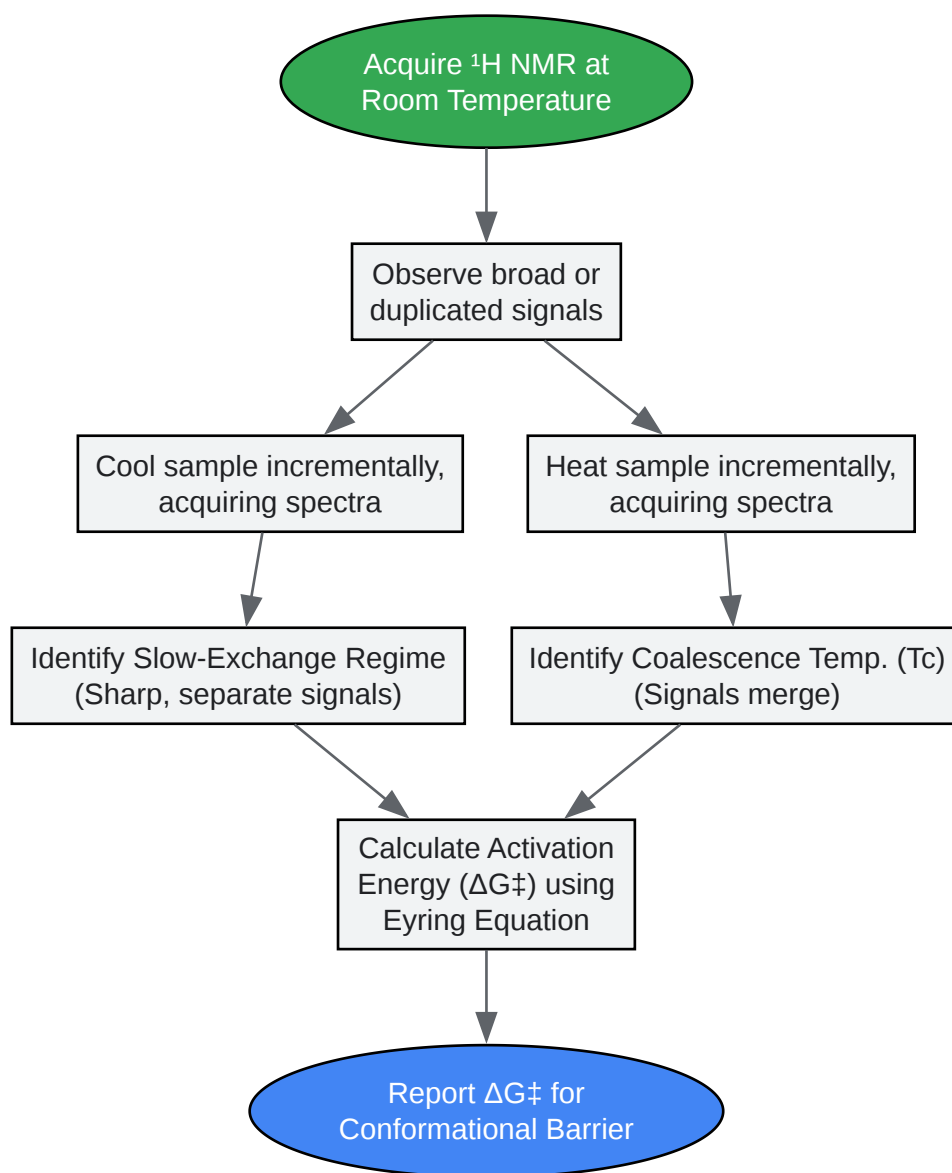 Acquire ¹H NMR at
Room Temperature
Observe broad or
duplicated signals
Cool sample incrementally,
acquiring spectra
Heat sample incrementally,
acquiring spectra
Identify Slow-Exchange Regime
(Sharp, separate signals)
Identify Coalescence Temp. (Tc)
(Signals merge)
Calculate Activation
Energy (ΔG‡) using
Eyring Equation
Report ΔG‡ for
Conformational Barrier